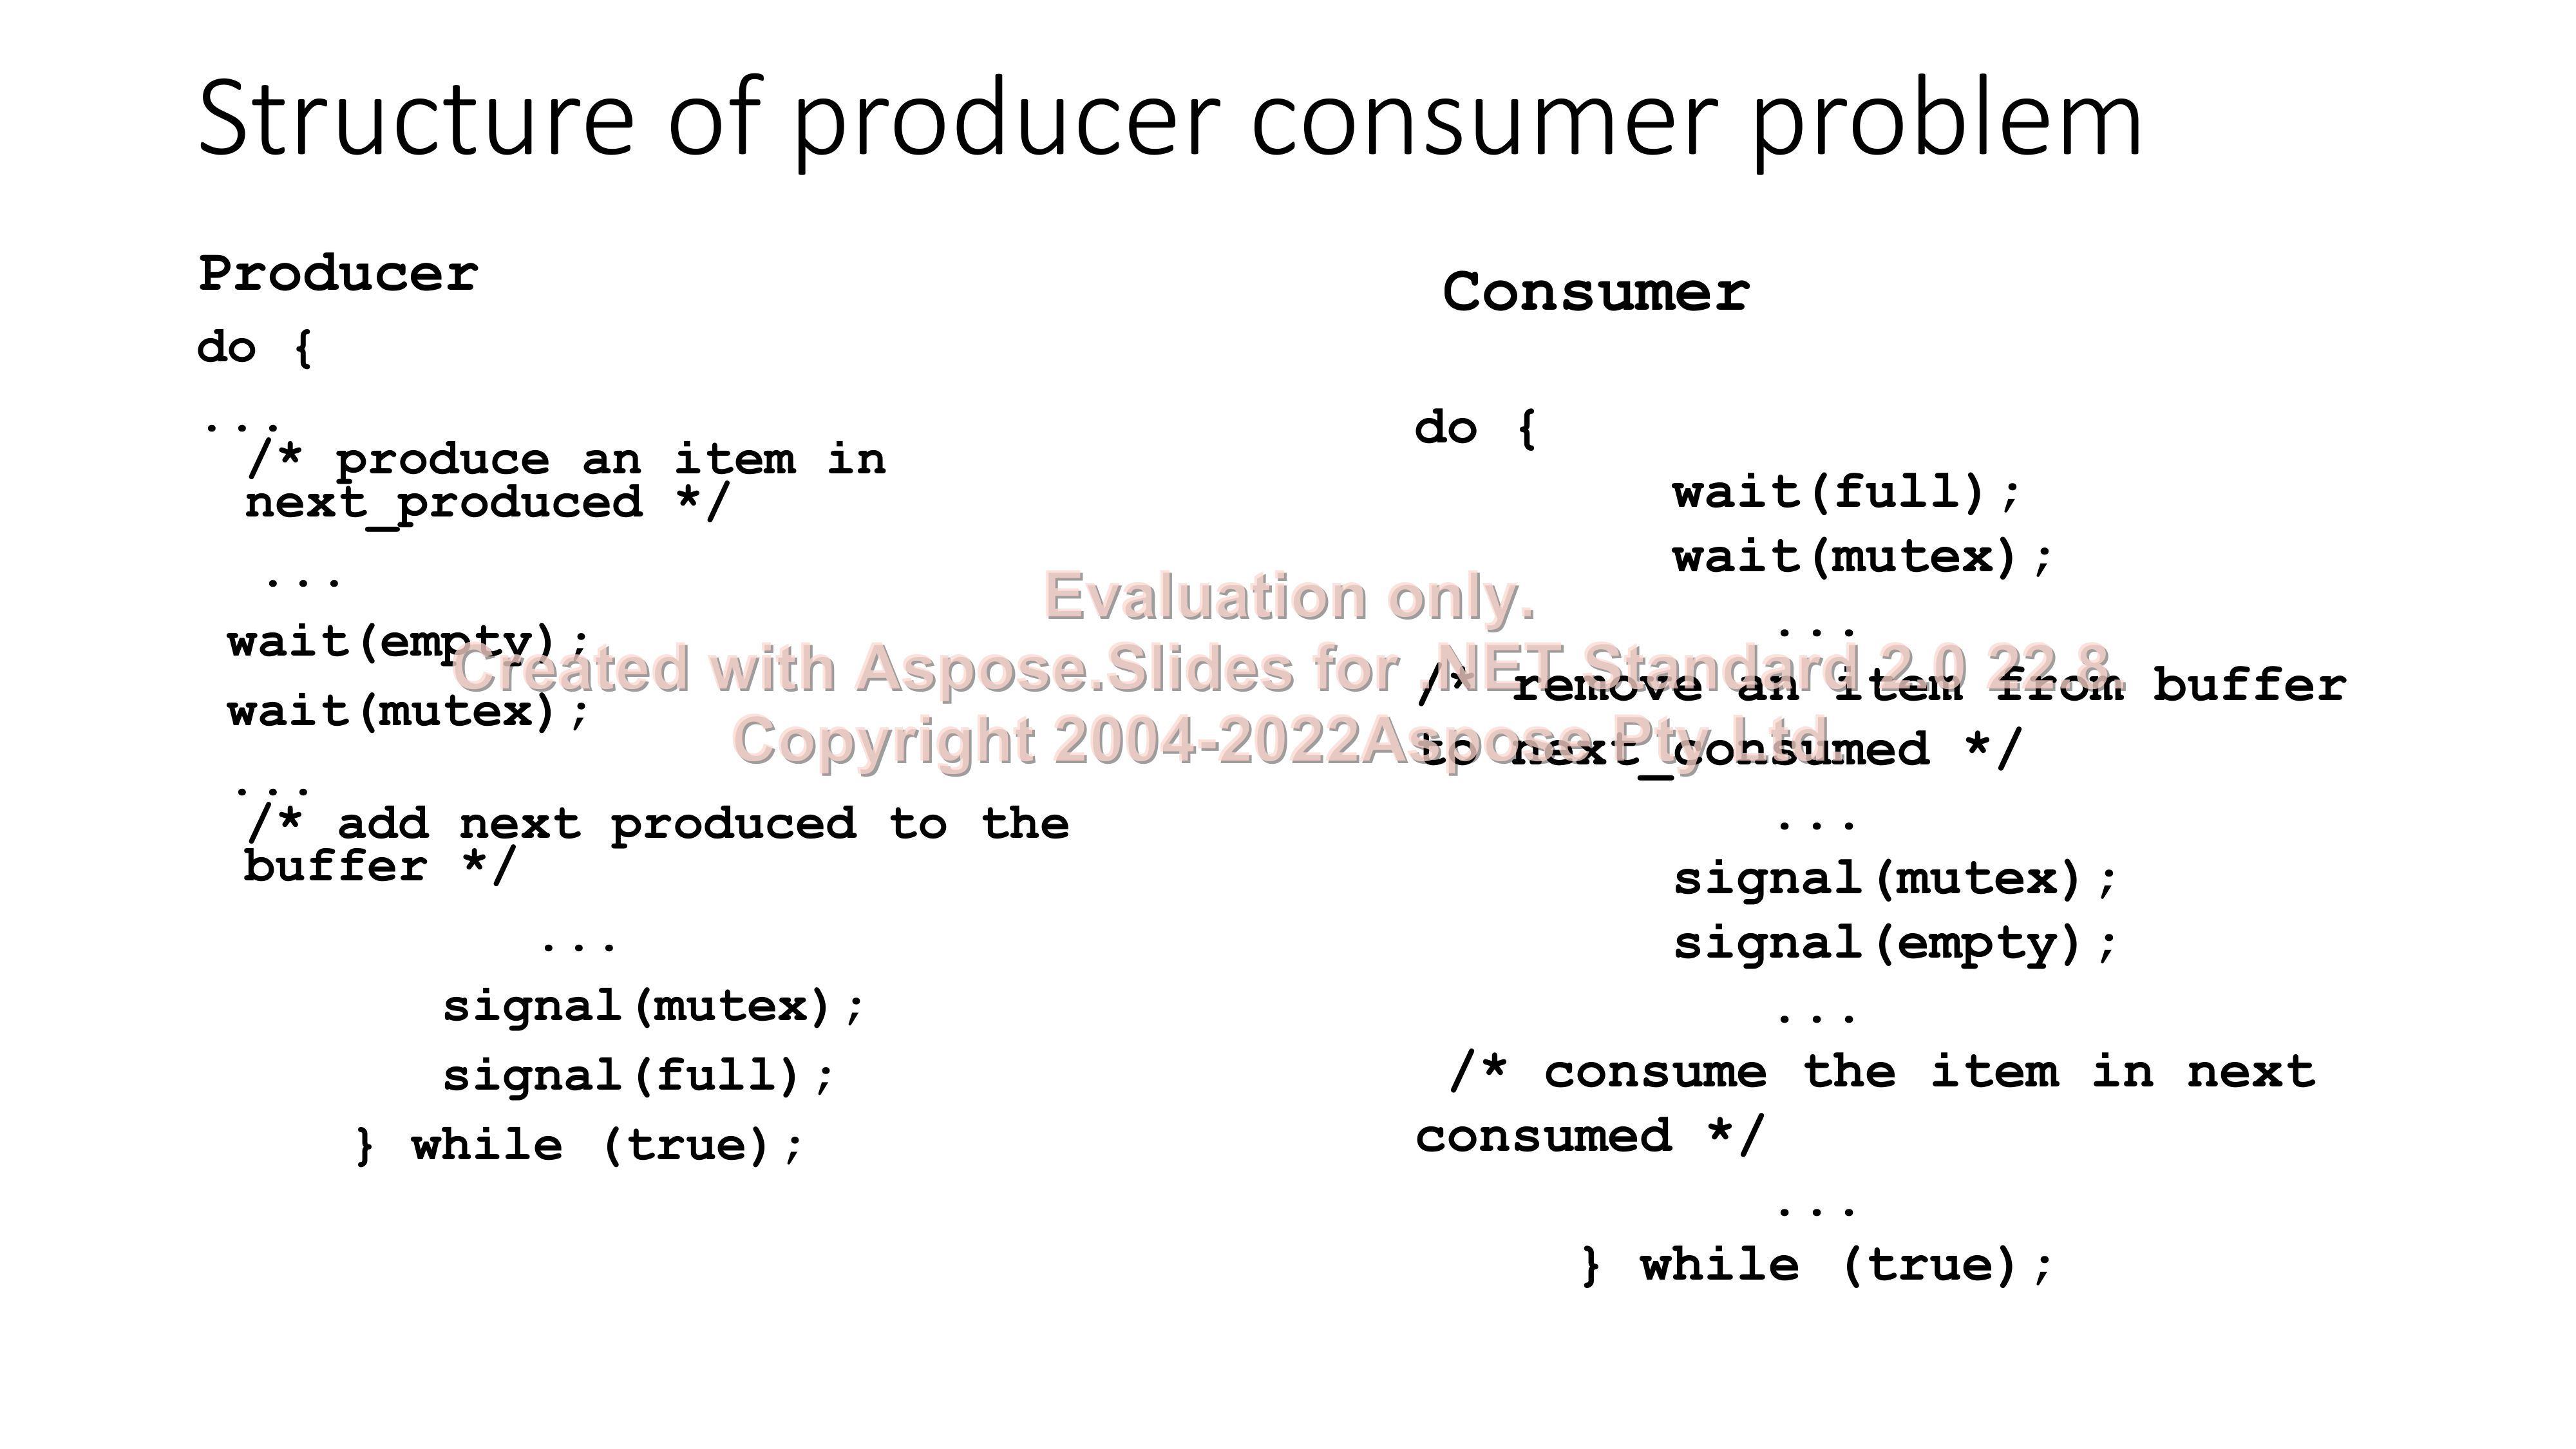 Structure of producer consumer problem
Producer
do {
...
/* produce an item in
next_produced */
...
wait(empty);
wait(mutex);
...
/* add next produced to the
buffer */
...
signal(mutex);
signal(full);
} while (true);
Consumer
do {
wait(full);
wait(mutex);
...
/* remove an item from buffer
to next_consumed */
...
signal(mutex);
signal(empty);
...
/* consume the item in next
consumed */
...
} while (true);
Evaluation only.
Created with Aspose.Slides for .NET Standard 2.0 22.8.
Copyright 2004-2022Aspose Pty Ltd.